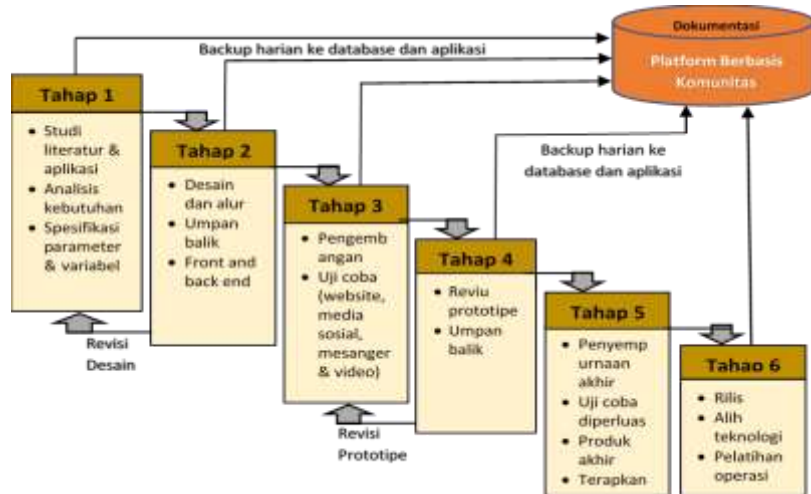 Dokumentasi
Platform Berbasis
Komunitas
Backup harian ke database dan aplikasi
Tahap 1
• Studi
literatur &
aplikasi
• Analisis
kebutuhan
• Spesifikasi
parameter
& variabel
Tahap 2
• Desain
dan alur
• Umpan
balik
• Front and
back end
Revisi
Desain
Tahap 3
• Pengemb
angan
• Uji coba
(website,
media
sosial,
mesanger
& video)
Backup harian ke
database dan aplikasi
Tahap 4
• Reviu
prototipe
• Umpan
balik
Revisi
Prototipe
Tahap 5
• Penyemp
urnaan
akhir
• Uji coba
diperluas
• Produk
akhir
• Terapkan
Tahao 6
• Rilis
• Alih
teknologi
• Pelatihan
operasi